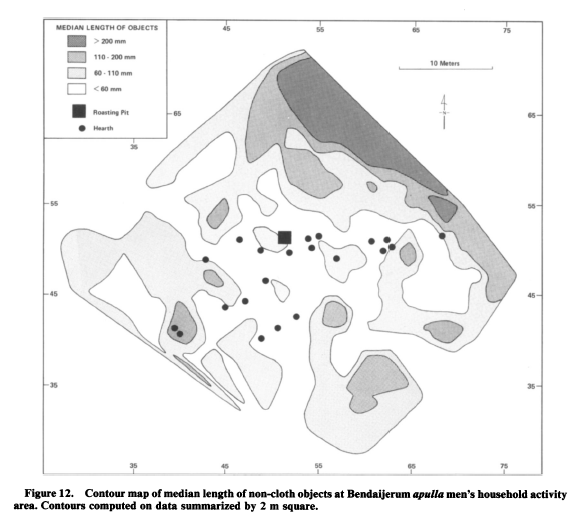 45 55 65 75
MEDIAN LENGTH OF OBJECTS
> 200 mm
110 - 200 mm
60 - 110 mm
< 60 mm
Roasting Pit
Hearth
10 Meters
65 65
35
55 55
45 45
35 35
35 45 55 65 75
Figure 12. Contour map of median length of non-cloth objects at Bendaijerum apulla men's household activity
area. Contours computed on data summarized by 2 m square.